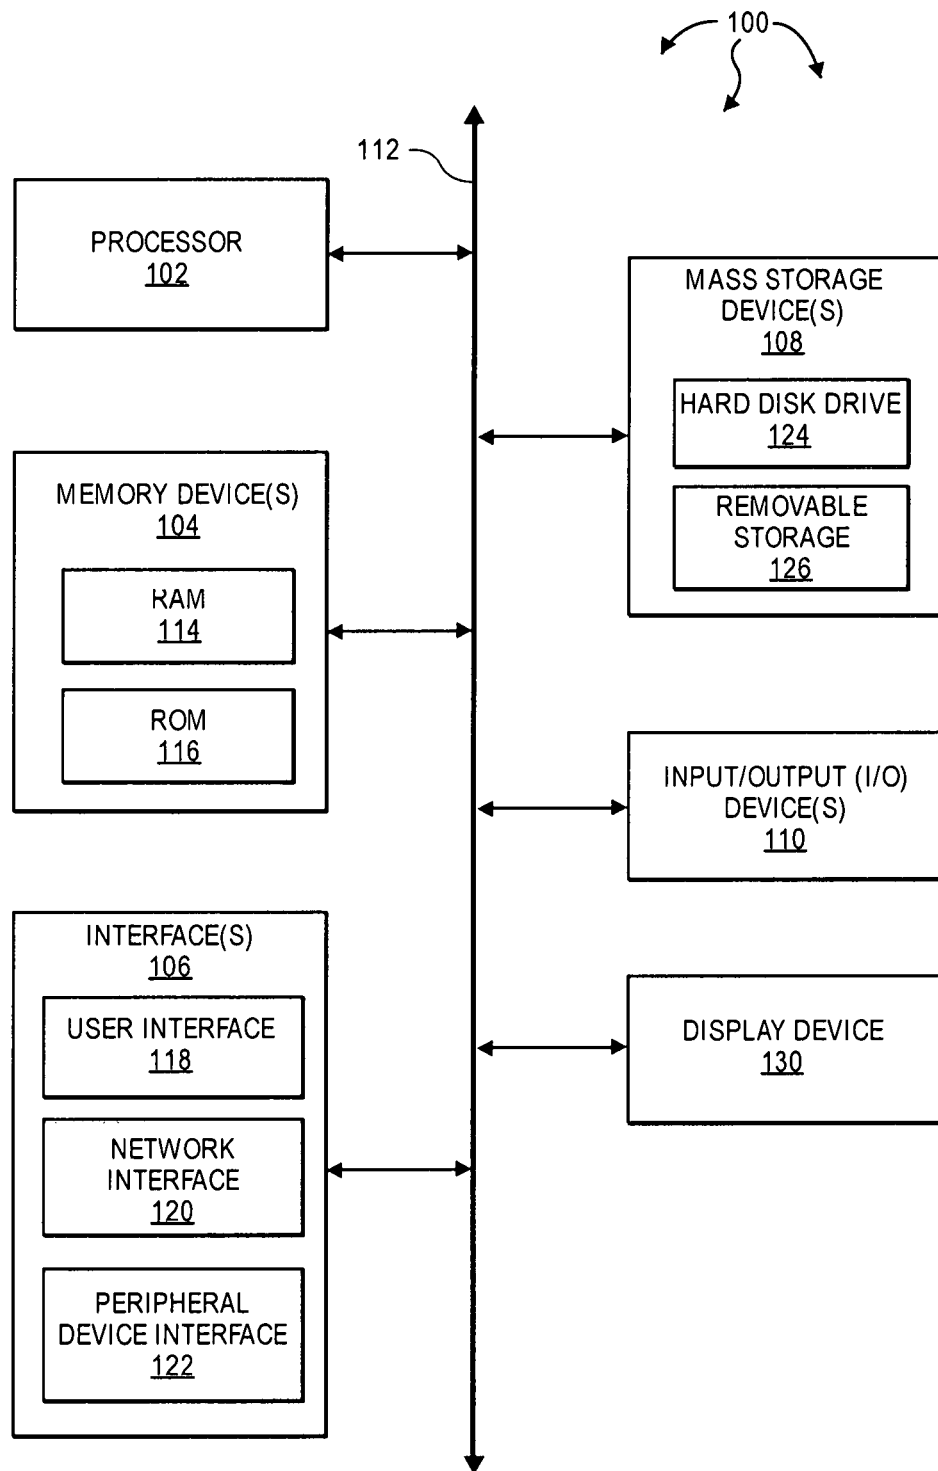 100
112
PROCESSOR
102
MEMORY DEVICE(S)
104
RAM
114
ROM
116
INTERFACE(S)
106
USER INTERFACE
118
NETWORK
INTERFACE
120
PERIPHERAL
DEVICE INTERFACE
122
MASS STORAGE
DEVICE(S)
108
HARD DISK DRIVE
124
REMOVABLE
STORAGE
126
INPUT/OUTPUT (I/O)
DEVICE(S)
110
DISPLAY DEVICE
130